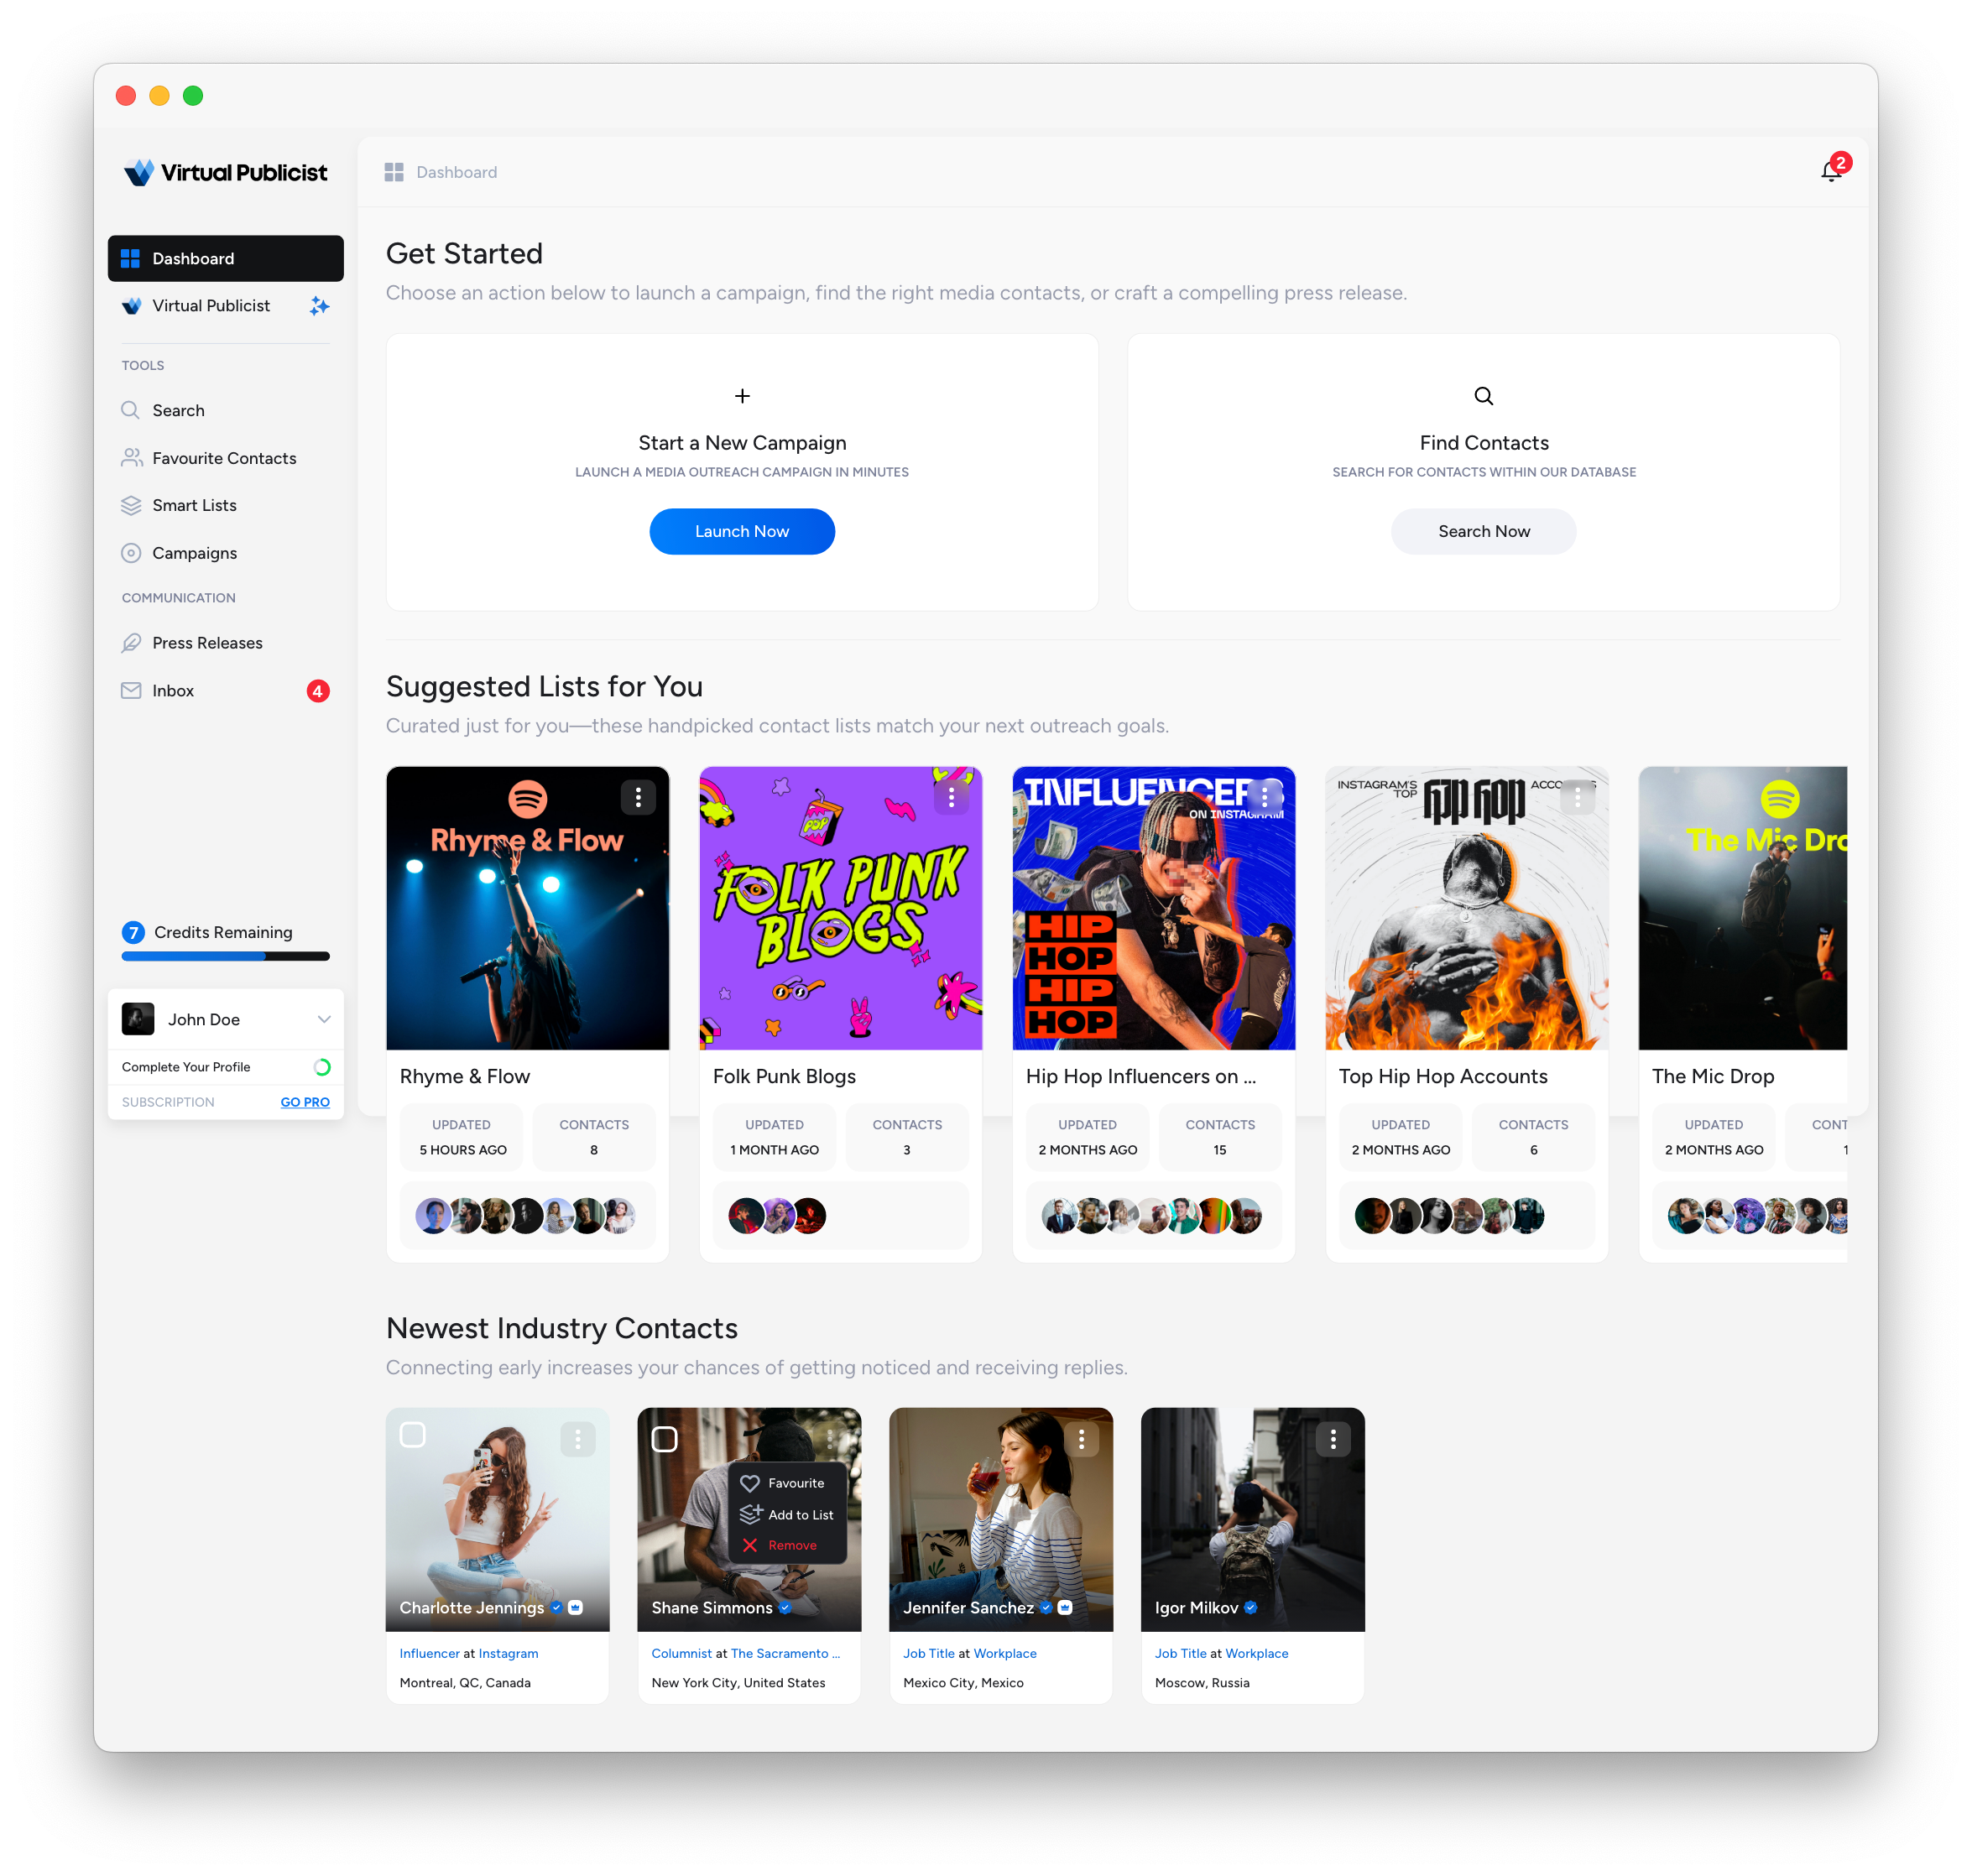 Virtual Publicist
Dashboard
2
Dashboard
Virtual Publicist
TOOLS
Search
Favourite Contacts
Smart Lists
Campaigns
COMMUNICATION
Press Releases
Inbox
4
7 Credits Remaining
John Doe
Complete Your Profile
SUBSCRIPTION GO PRO
Get Started
Choose an action below to launch a campaign, find the right media contacts, or craft a compelling press release.
Start a New Campaign
LAUNCH A MEDIA OUTREACH CAMPAIGN IN MINUTES
Launch Now
Find Contacts
SEARCH FOR CONTACTS WITHIN OUR DATABASE
Search Now
Suggested Lists for You
Curated just for you—these handpicked contact lists match your next outreach goals.
Rhyme & Flow
Rhyme & Flow
UPDATED
5 HOURS AGO
CONTACTS
8
POP
FOLK PUNK
BLOGS
Folk Punk Blogs
UPDATED
1 MONTH AGO
CONTACTS
3
INFLUENCERS
ON INSTAGRAM
HIP
HOP
HIP
HOP
Hip Hop Influencers on ...
UPDATED
2 MONTHS AGO
CONTACTS
15
INSTAGRAM'S
TOP
hip hop
ACCOUNTS
Top Hip Hop Accounts
UPDATED
2 MONTHS AGO
CONTACTS
6
The Mic Dro
The Mic Drop
UPDATED
2 MONTHS AGO
CONT
1
Newest Industry Contacts
Connecting early increases your chances of getting noticed and receiving replies.
Charlotte Jennings
Influencer at Instagram
Montreal, QC, Canada
Favourite
Add to List
Remove
Shane Simmons
Columnist at The Sacramento ...
New York City, United States
Jennifer Sanchez
Job Title at Workplace
Mexico City, Mexico
Igor Milkov
Job Title at Workplace
Moscow, Russia